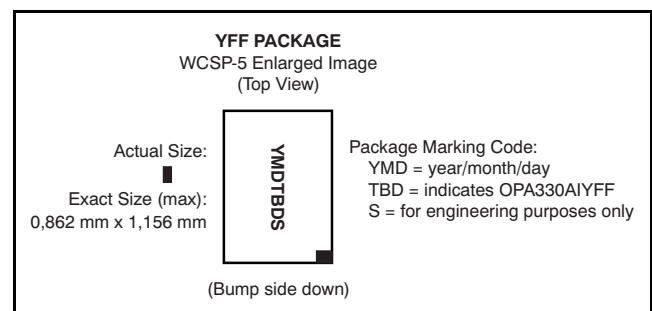 YFF PACKAGE
WCSP-5 Enlarged Image
(Top View)
Actual Size:
Exact Size (max):
0,862 mm x 1,156 mm
YMDTBDS
Package Marking Code:
YMD = year/month/day
TBD = indicates OPA330AIYFF
S = for engineering purposes only
(Bump side down)